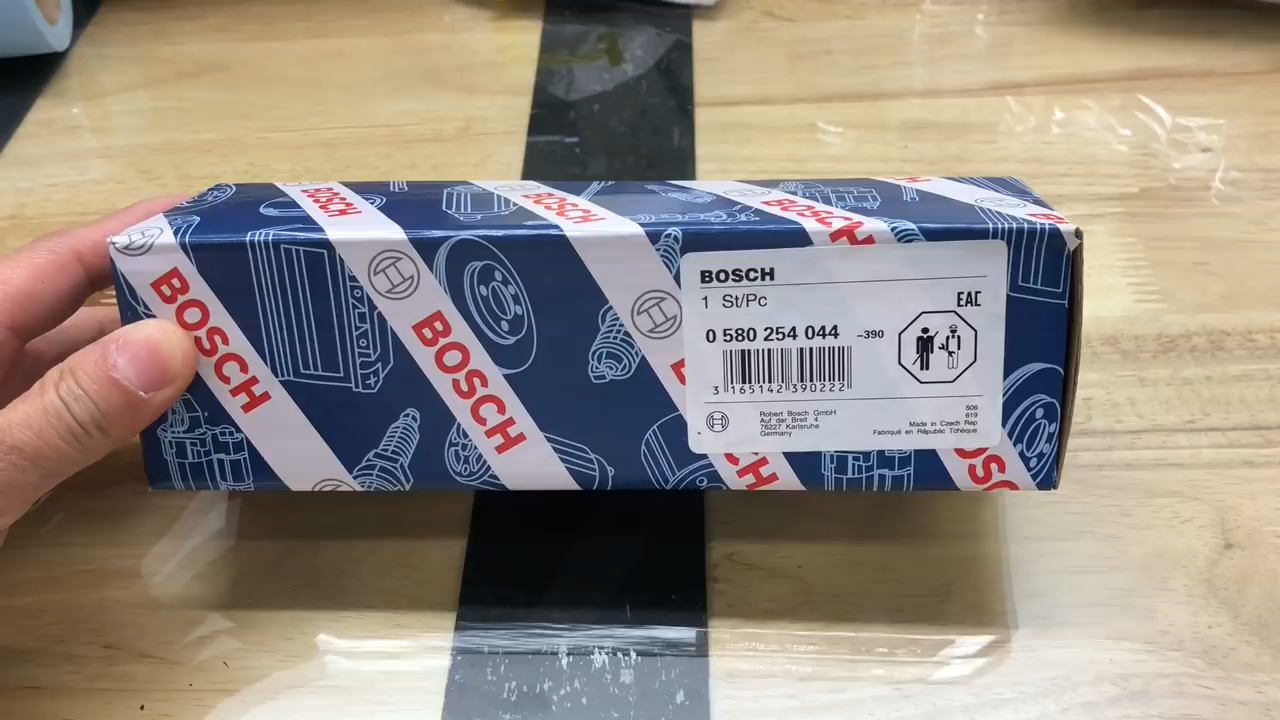 BOSCH
BOSCH
BOSCH
BOSCH
BOSCH
BOSCH
1 St/Pc
EAC
0 580 254 044 -390
3 165142 390222
Robert Bosch GmbH
Auf der Breit 4
76227 Karlsruhe
Germany
506
619
Made in Czech Rep
Fabriqué en République Tchèque